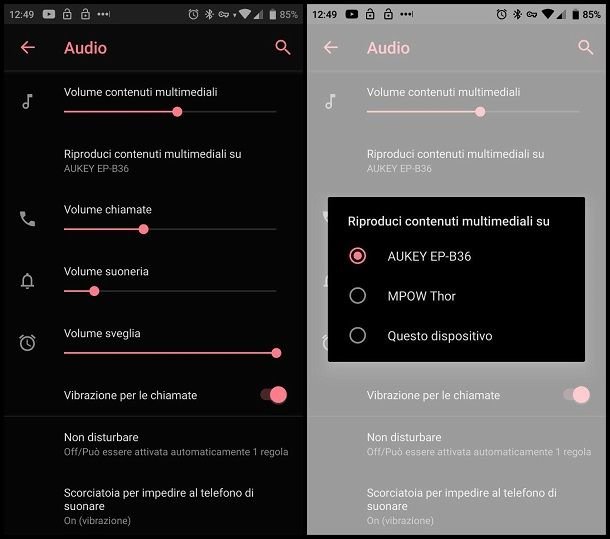 12:49
85%
Audio
Volume contenuti multimediali
Riproduci contenuti multimediali su
AUKEY EP-B36
Volume chiamate
Volume suoneria
Volume sveglia
Vibrazione per le chiamate
Non disturbare
Off/Può essere attivata automaticamente 1 regola
Scorciatoia per impedire al telefono di
suonare
On (vibrazione)
12:49
85%
Audio
Volume contenuti multimediali
Riproduci contenuti multimediali su
AUKEY EP-B36
Riproduci contenuti multimediali su
AUKEY EP-B36
MPOW Thor
Questo dispositivo
Vibrazione per le chiamate
Non disturbare
Off/Può essere attivata automaticamente 1 regola
Scorciatoia per impedire al telefono di
suonare
On (vibrazione)